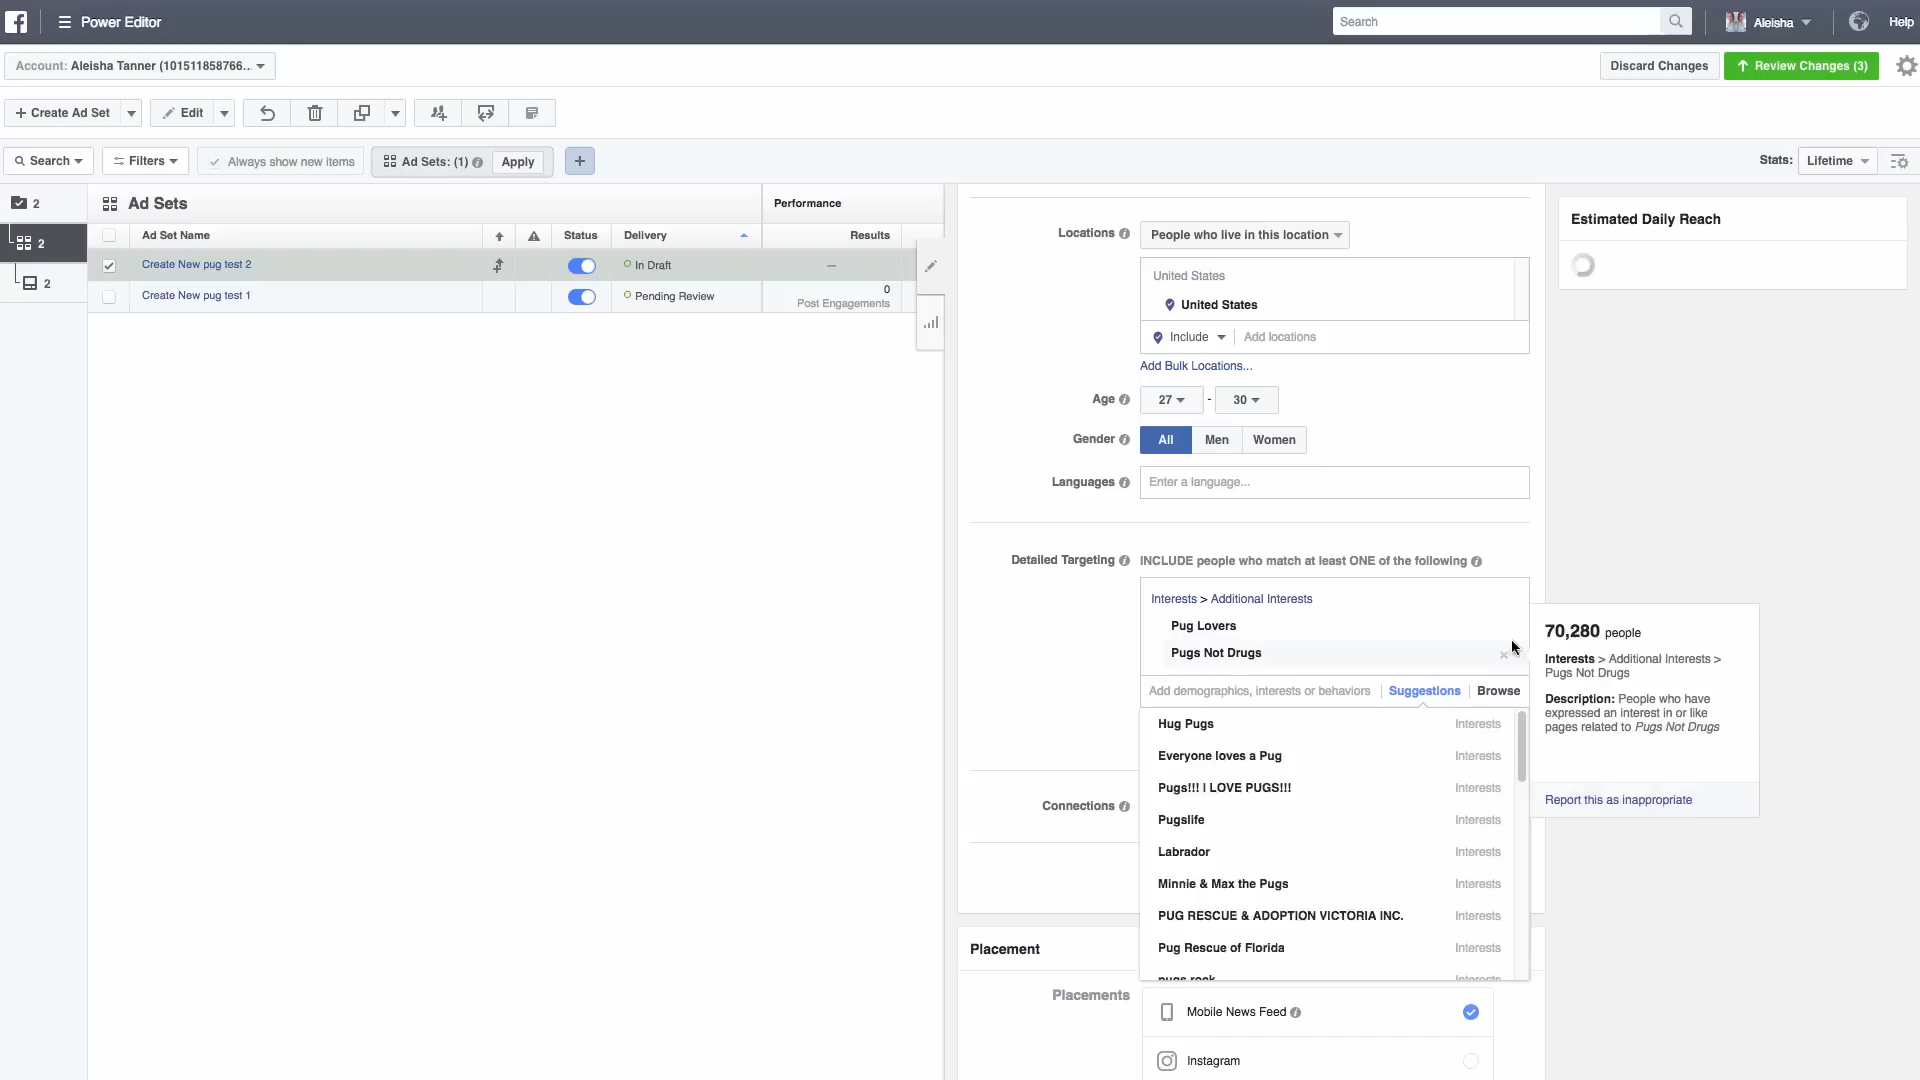 Power Editor
Search
Aleisha
Help
Account: Aleisha Tanner (101511858766...
Discard Changes
Review Changes (3)
+ Create Ad Set
Edit
Search
Filters
Always show new items
Ad Sets: (1)
Apply
+
Stats:
Lifetime
2
2
2
Ad Sets
Performance
Ad Set Name
Status
Delivery
Results
Create New pug test 2
In Draft
—
Create New pug test 1
Pending Review
0
Post Engagements
Locations
People who live in this location
United States
United States
Include
Add locations
Add Bulk Locations...
Age
27
-
30
Gender
All
Men
Women
Languages
Enter a language...
Detailed Targeting
INCLUDE people who match at least ONE of the following
Interests > Additional Interests
Pug Lovers
Pugs Not Drugs
Add demographics, interests or behaviors
Suggestions
Browse
Hug Pugs Interests
Everyone loves a Pug Interests
Pugs!!! I LOVE PUGS!!! Interests
Pugslife Interests
Labrador Interests
Minnie & Max the Pugs Interests
PUG RESCUE & ADOPTION VICTORIA INC. Interests
Pug Rescue of Florida Interests
pugs rock Interests
Connections
Placement
Placements
Mobile News Feed
Instagram
Estimated Daily Reach
70,280 people
Interests > Additional Interests >
Pugs Not Drugs
Description: People who have
expressed an interest in or like
pages related to Pugs Not Drugs
Report this as inappropriate